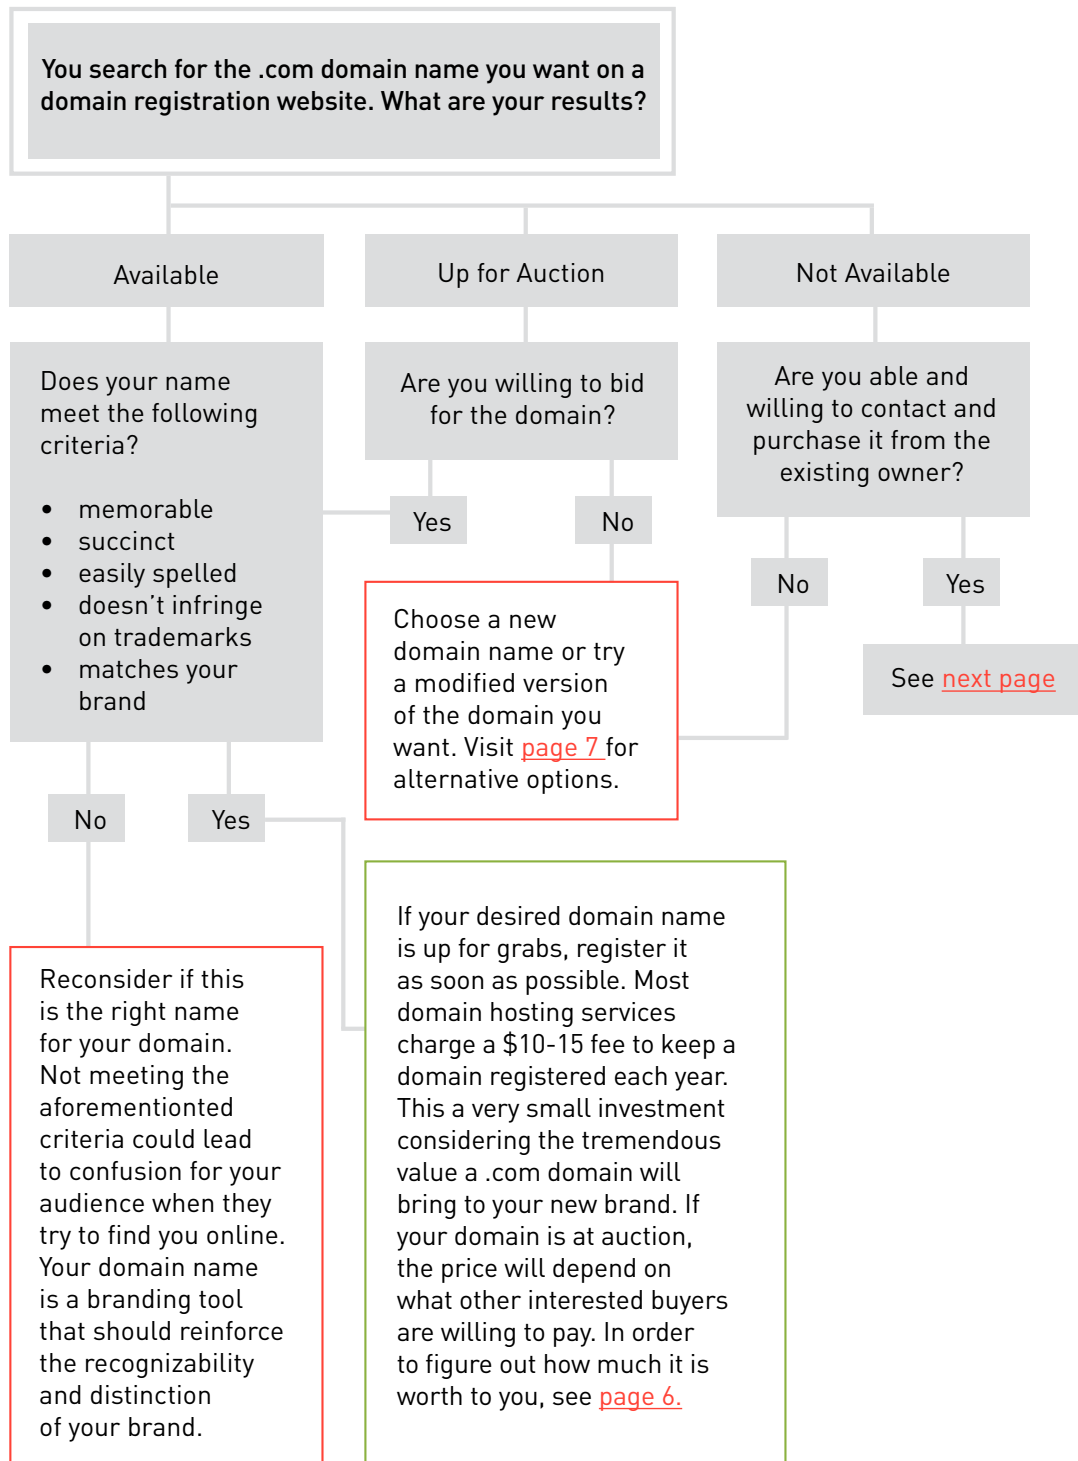 You search for the .com domain name you want on a
domain registration website. What are your results?
Available
Up for Auction
Not Available
Does your name
meet the following
criteria?
• memorable
• succinct
• easily spelled
• doesn't infringe
on trademarks
• matches your
brand
Are you willing to bid
for the domain?
Are you able and
willing to contact and
purchase it from the
existing owner?
Yes
No
No
Yes
Choose a new
domain name or try
a modified version
of the domain you
want. Visit page 7 for
alternative options.
See next page
No
Yes
Reconsider if this
is the right name
for your domain.
Not meeting the
aforementionted
criteria could lead
to confusion for your
audience when they
try to find you online.
Your domain name
is a branding tool
that should reinforce
the recognizability
and distinction
of your brand.
If your desired domain name
is up for grabs, register it
as soon as possible. Most
domain hosting services
charge a $10-15 fee to keep a
domain registered each year.
This a very small investment
considering the tremendous
value a .com domain will
bring to your new brand. If
your domain is at auction,
the price will depend on
what other interested buyers
are willing to pay. In order
to figure out how much it is
worth to you, see page 6.